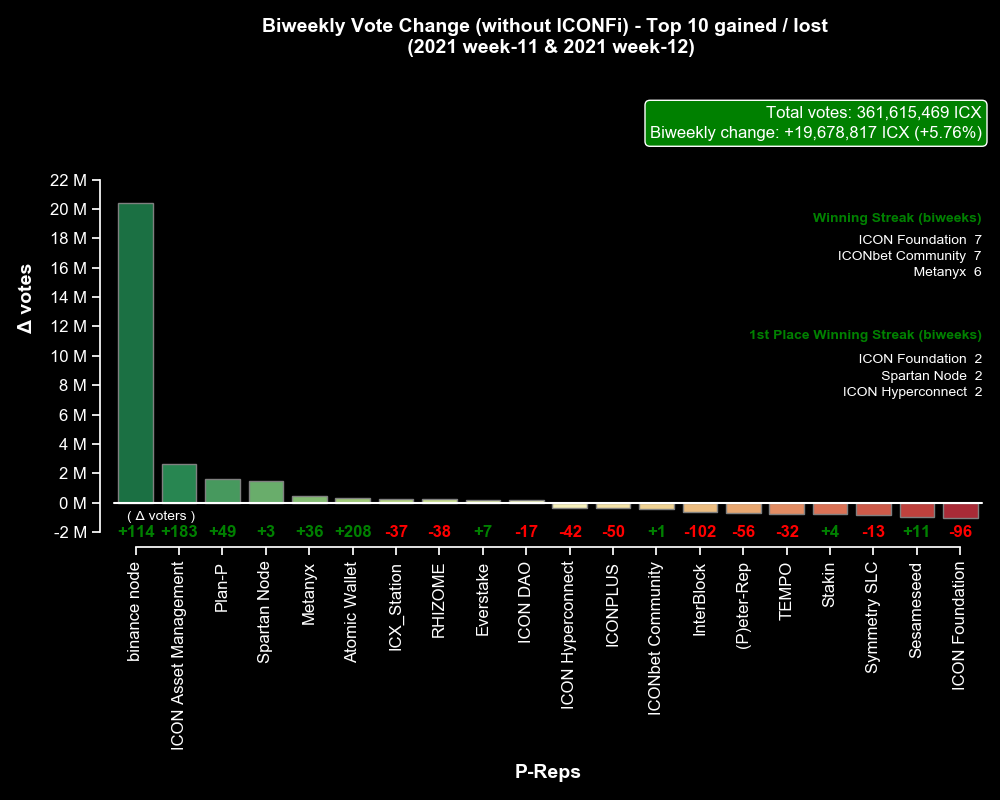 Biweekly Vote Change (without ICONFi) - Top 10 gained / lost
(2021 week-11 & 2021 week-12)
Total votes: 361,615,469 ICX
Biweekly change: +19,678,817 ICX (+5.76%)
22 M
20 M
18 M
16 M
14 M
12 M
10 M
8 M
6 M
4 M
2 M
0 M
-2 M
Δ votes
Winning Streak (biweeks)
ICON Foundation 7
ICONbet Community 7
Metanyx 6
1st Place Winning Streak (biweeks)
ICON Foundation 2
Spartan Node 2
ICON Hyperconnect 2
( Δ voters )
+114 +183 +49 +3 +36 +208 -37 -38 +7 -17 -42 -50 +1 -102 -56 -32 +4 -13 +11 -96
binance node
ICON Asset Management
Plan-P
Spartan Node
Metanyx
Atomic Wallet
ICX_Station
RHIZOME
Everstake
ICON DAO
ICON Hyperconnect
ICONPLUS
ICONbet Community
InterBlock
(P)eter-Rep
TEMPO
Stakin
Symmetry SLC
Sesameseed
ICON Foundation
P-Reps